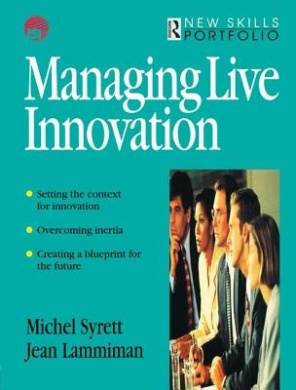 R
NEW SKILLS
PORTFOLIO
Managing Live
Innovation
Setting the context
for innovation
Overcoming inertia
Creating a blueprint for
the future
Michel Syrett
Jean Lammiman